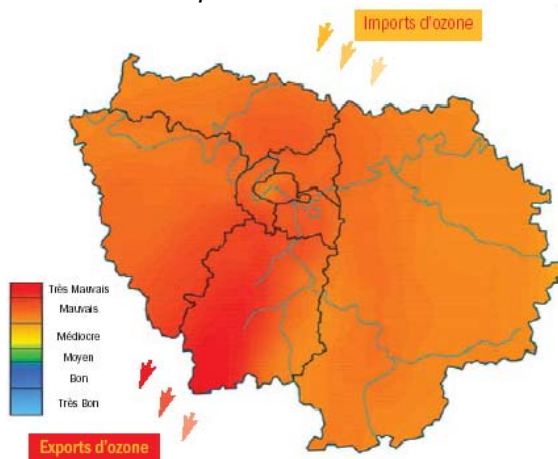 Imports d'ozone
Très Mauvais
Mauvais
Médiocre
Moyen
Bon
Très Bon
Exports d'ozone